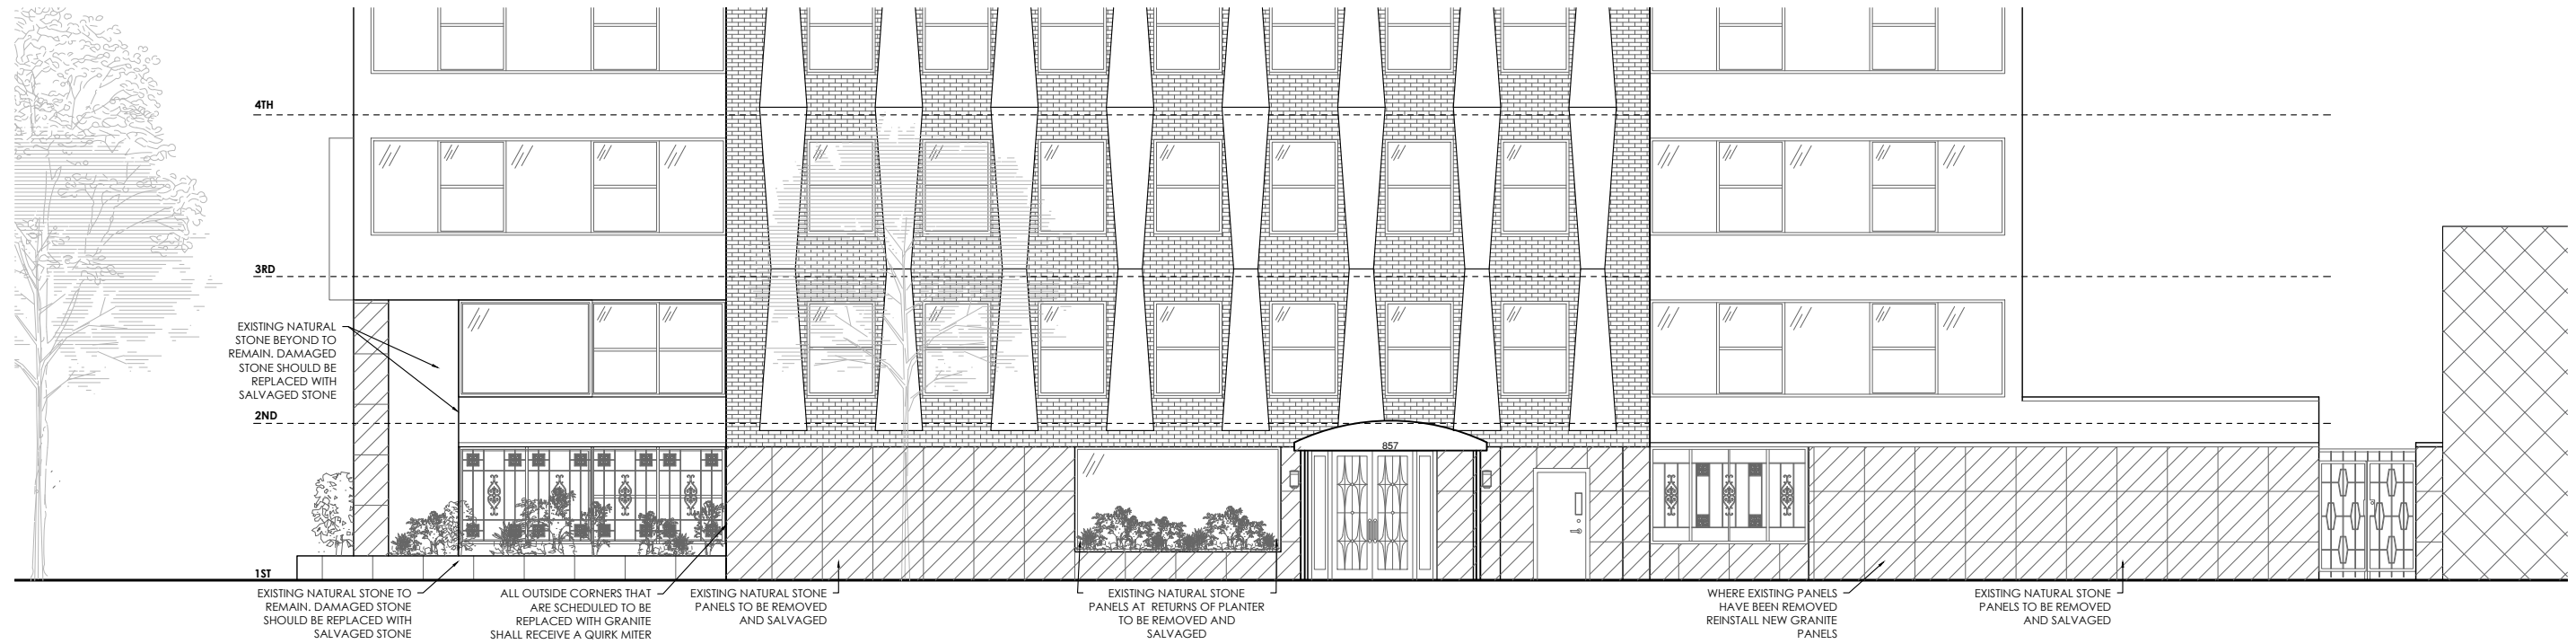 4TH
3RD
EXISTING NATURAL
STONE BEYOND TO
REMAIN. DAMAGED
STONE SHOULD BE
REPLACED WITH
SALVAGED STONE
2ND
857
1ST
EXISTING NATURAL STONE TO
REMAIN. DAMAGED STONE
SHOULD BE REPLACED WITH
SALVAGED STONE
ALL OUTSIDE CORNERS THAT
ARE SCHEDULED TO BE
REPLACED WITH GRANITE
SHALL RECEIVE A QUIRK MITER
EXISTING NATURAL STONE
PANELS TO BE REMOVED
AND SALVAGED
EXISTING NATURAL STONE
PANELS AT RETURNS OF PLANTER
TO BE REMOVED AND
SALVAGED
WHERE EXISTING PANELS
HAVE BEEN REMOVED
REINSTALL NEW GRANITE
PANELS
EXISTING NATURAL STONE
PANELS TO BE REMOVED
AND SALVAGED